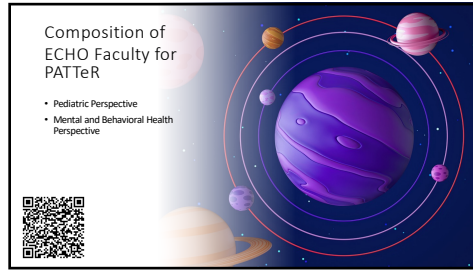 Composition of
ECHO Faculty for
PATTeR
• Pediatric Perspective
• Mental and Behavioral Health
Perspective